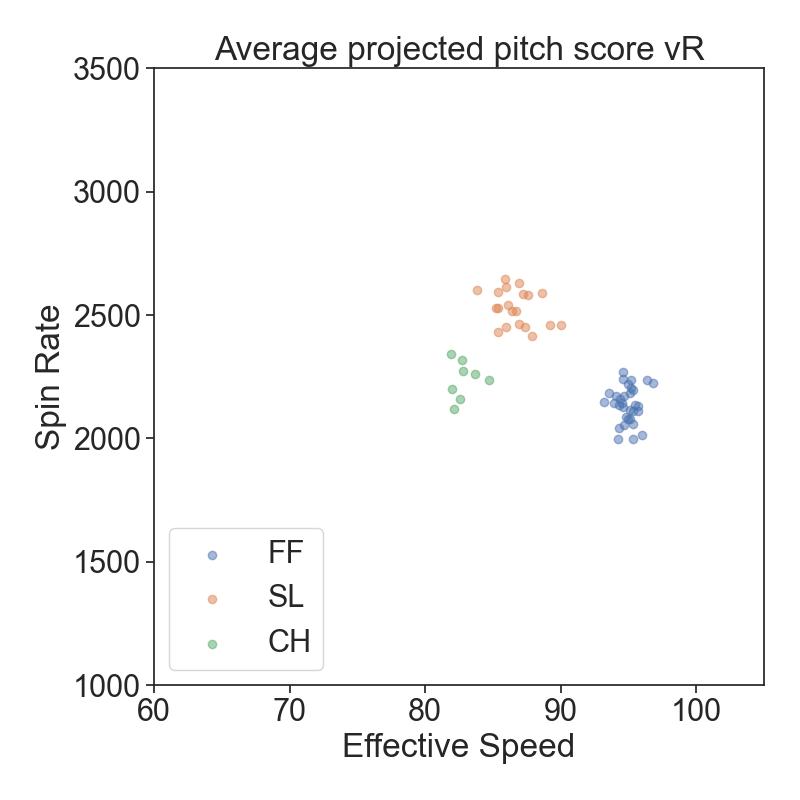 Average projected pitch score vR
3500
3000
2500
2000
1500
1000
Spin Rate
FF
SL
CH
60 70 80 90 100
Effective Speed